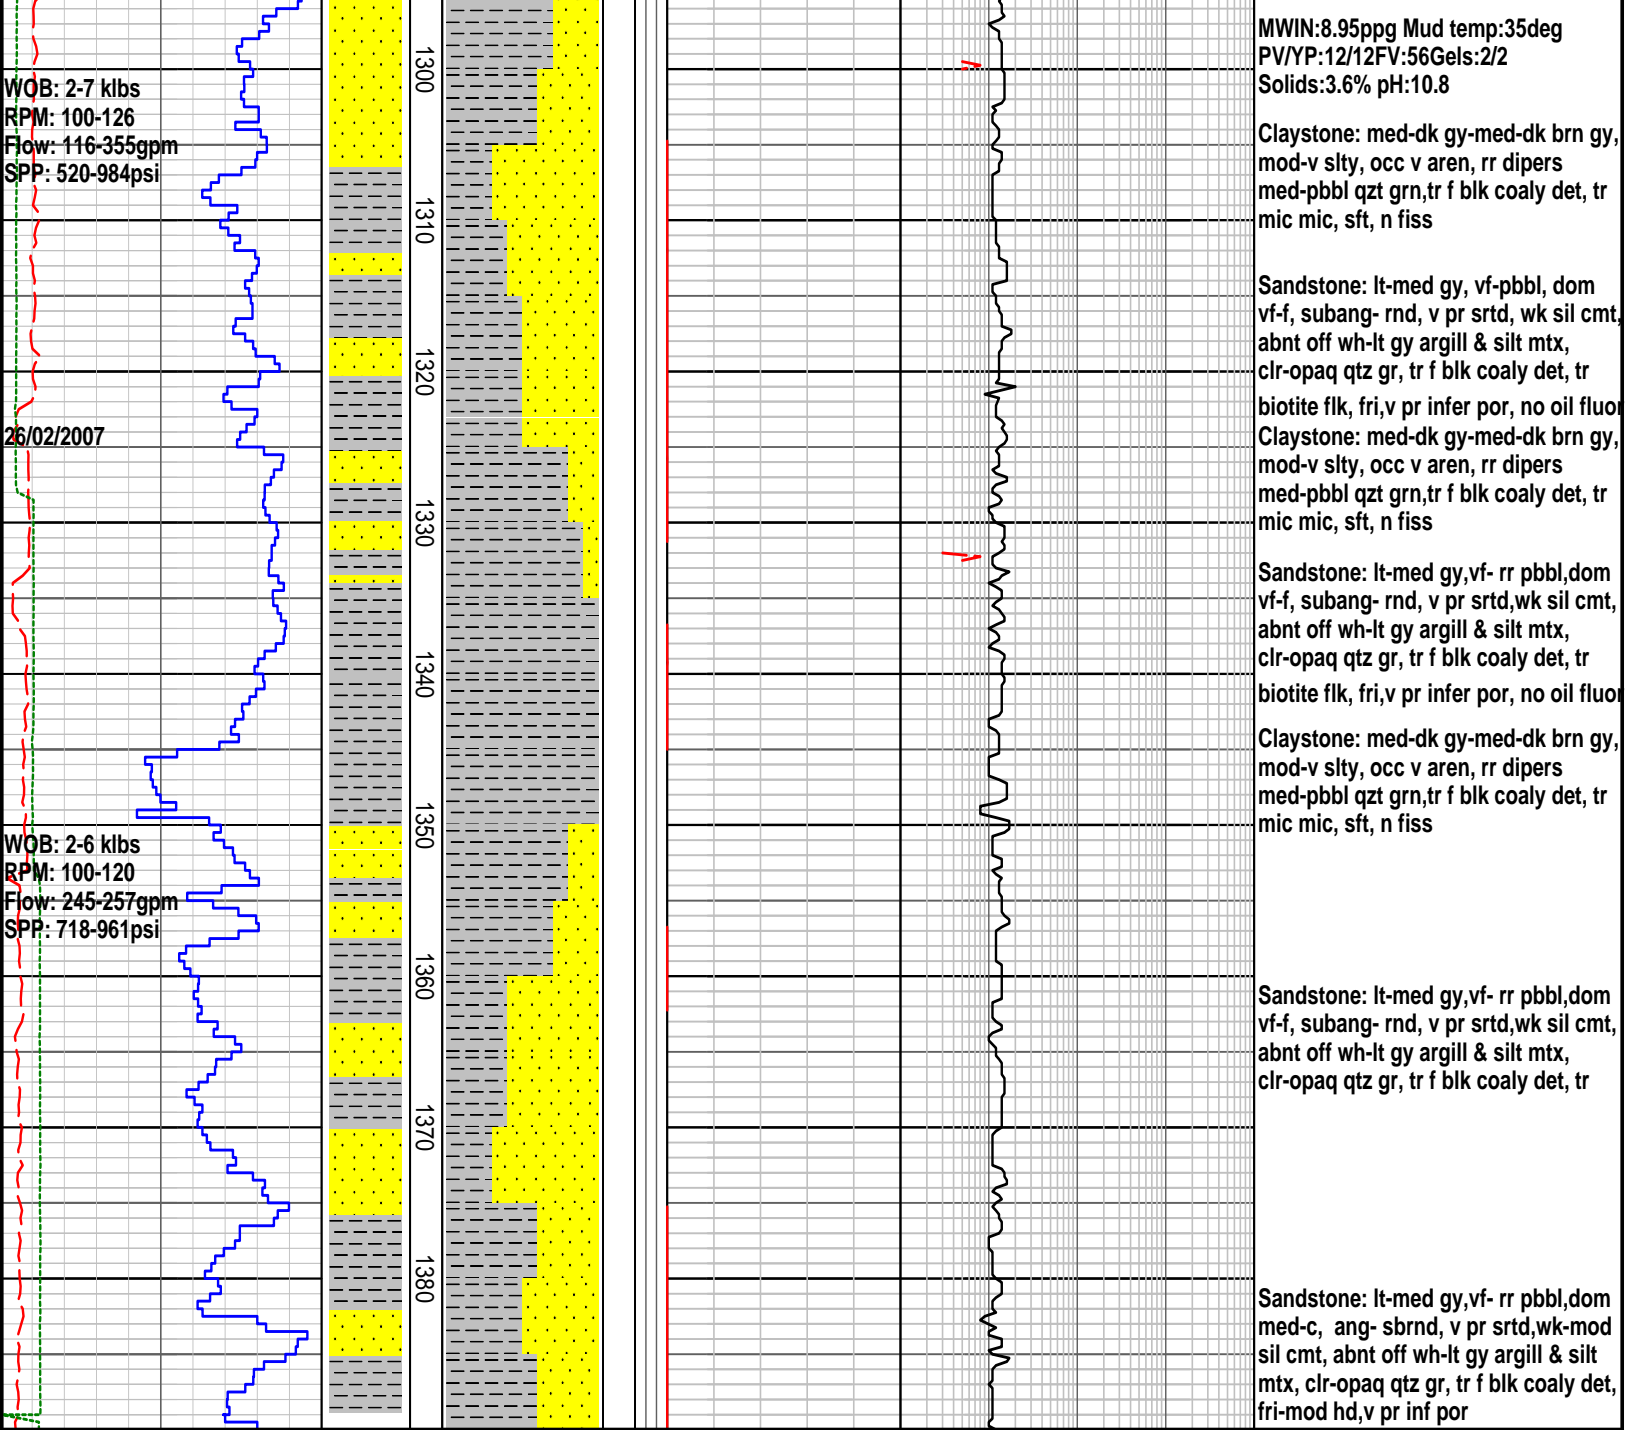 WOB: 2-7 klbs
RPM: 100-126
Flow: 116-355gpm
SPP: 520-984psi
26/02/2007
WOB: 2-6 klbs
RPM: 100-120
Flow: 245-257gpm
SPP: 718-961psi
1300
1310
1320
1330
1340
1350
1360
1370
1380
MWIN:8.95ppg Mud temp:35deg
PV/YP:12/12FV:56Gels:2/2
Solids:3.6% pH:10.8
Claystone: med-dk gy-med-dk brn gy,
mod-v slty, occ v aren, rr dipers
med-pbbl qzt grn,tr f blk coaly det, tr
mic mic, sft, n fiss
Sandstone: lt-med gy, vf-pbbl, dom
vf-f, subang- rnd, v pr srtd, wk sil cmt,
abnt off wh-lt gy argill & silt mtx,
clr-opaq qtz gr, tr f blk coaly det, tr
biotite flk, fri,v pr infer por, no oil fluor
Claystone: med-dk gy-med-dk brn gy,
mod-v slty, occ v aren, rr dipers
med-pbbl qzt grn,tr f blk coaly det, tr
mic mic, sft, n fiss
Sandstone: lt-med gy,vf- rr pbbl,dom
vf-f, subang- rnd, v pr srtd,wk sil cmt,
abnt off wh-lt gy argill & silt mtx,
clr-opaq qtz gr, tr f blk coaly det, tr
biotite flk, fri,v pr infer por, no oil fluor
Claystone: med-dk gy-med-dk brn gy,
mod-v slty, occ v aren, rr dipers
med-pbbl qzt grn,tr f blk coaly det, tr
mic mic, sft, n fiss
Sandstone: lt-med gy,vf- rr pbbl,dom
vf-f, subang- rnd, v pr srtd,wk sil cmt,
abnt off wh-lt gy argill & silt mtx,
clr-opaq qtz gr, tr f blk coaly det, tr
Sandstone: lt-med gy,vf- rr pbbl,dom
med-c, ang- sbrnd, v pr srtd,wk-mod
sil cmt, abnt off wh-lt gy argill & silt
mtx, clr-opaq qtz gr, tr f blk coaly det,
fri-mod hd,v pr inf por